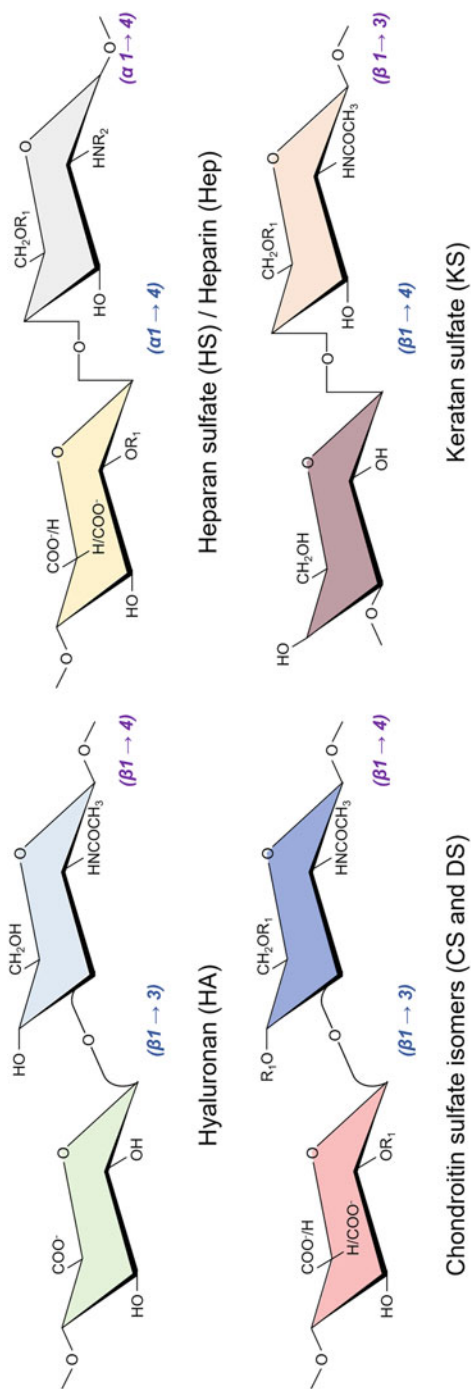 COO⁻
O
OH
HO
O
O
HO
CH₂OH
O
HNCOCH₃
O
(β1 → 3)
(β1 → 4)
Hyaluronan (HA)
COO⁻/H
O
H/COO⁻
OR₁
HO
O
O
CH₂OR₁
O
HNR₂
HO
O
(α1 → 4)
(α 1 → 4)
Heparan sulfate (HS) / Heparin (Hep)
COO⁻/H
O
H/COO⁻
OR₁
HO
O
O
R₁O
CH₂OR₁
O
HNCOCH₃
O
(β1 → 3)
(β1 → 4)
Chondroitin sulfate isomers (CS and DS)
HO
CH₂OH
O
OH
O
O
CH₂OR₁
O
HNCOCH₃
HO
O
(β1 → 4)
(β 1 → 3)
Keratan sulfate (KS)